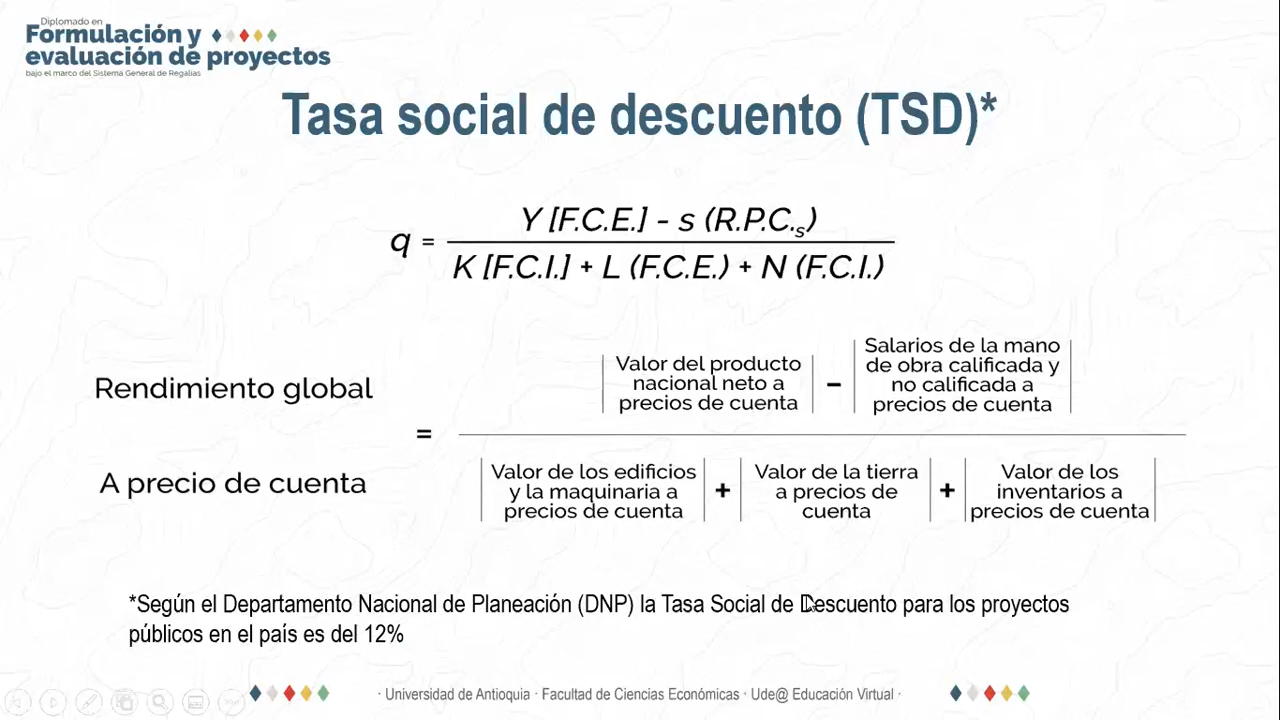 Diplomado en
Formulación y
evaluación de proyectos
bajo el marco del Sistema General de Regalías
Tasa social de descuento (TSD)*
q = Y [F.C.E.] - s (R.P.C.s)
K [F.C.I.] + L (F.C.E.) + N (F.C.I.)
Rendimiento global
A precio de cuenta
=
Valor del producto
nacional neto a
precios de cuenta
-
Salarios de la mano
de obra calificada y
no calificada a
precios de cuenta
Valor de los edificios
y la maquinaria a
precios de cuenta
+
Valor de la tierra
a precios de
cuenta
+
Valor de los
inventarios a
precios de cuenta
*Según el Departamento Nacional de Planeación (DNP) la Tasa Social de Descuento para los proyectos
públicos en el país es del 12%
· Universidad de Antioquia · Facultad de Ciencias Económicas · Ude@ Educación Virtual ·